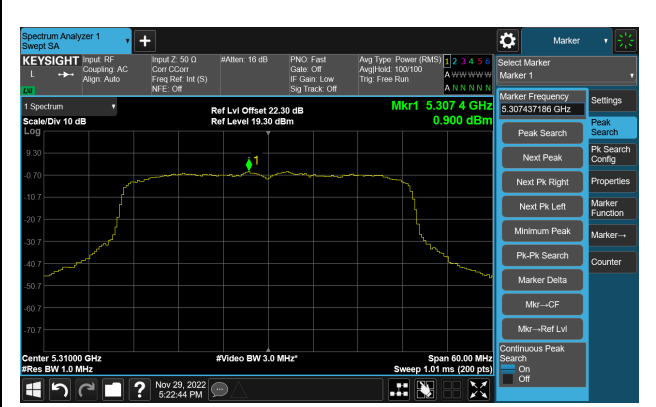 Spectrum Analyzer 1
Swept SA
Marker
KEYSIGHT
L
Input: RF
Coupling: AC
Align: Auto
Input Z: 50 Ω
Corr CCorr
Freq Ref: Int (S)
NFE: Off
#Atten: 16 dB
PNO: Fast
Gate: Off
IF Gain: Low
Sig Track: Off
Avg Type: Power (RMS)
Avg|Hold: 100/100
Trig: Free Run
1 2 3 4 5 6
A W W W W W
A N N N N N
Select Marker
Marker 1
1 Spectrum
Scale/Div 10 dB
Log
Ref Lvl Offset 22.30 dB
Ref Level 19.30 dBm
Mkr1 5.307 4 GHz
0.900 dBm
9.30
-0.70
-10.7
-20.7
-30.7
-40.7
-50.7
-60.7
-70.7
1
Center 5.31000 GHz
#Res BW 1.0 MHz
#Video BW 3.0 MHz*
Span 60.00 MHz
Sweep 1.01 ms (200 pts)
Marker Frequency
5.307437186 GHz
Peak Search
Next Peak
Next Pk Right
Next Pk Left
Minimum Peak
Pk-Pk Search
Marker Delta
Mkr→CF
Mkr→Ref Lvl
Continuous Peak
Search
On
Off
Settings
Peak
Search
Pk Search
Config
Properties
Marker
Function
Marker→
Counter
?
Nov 29, 2022
5:22:44 PM